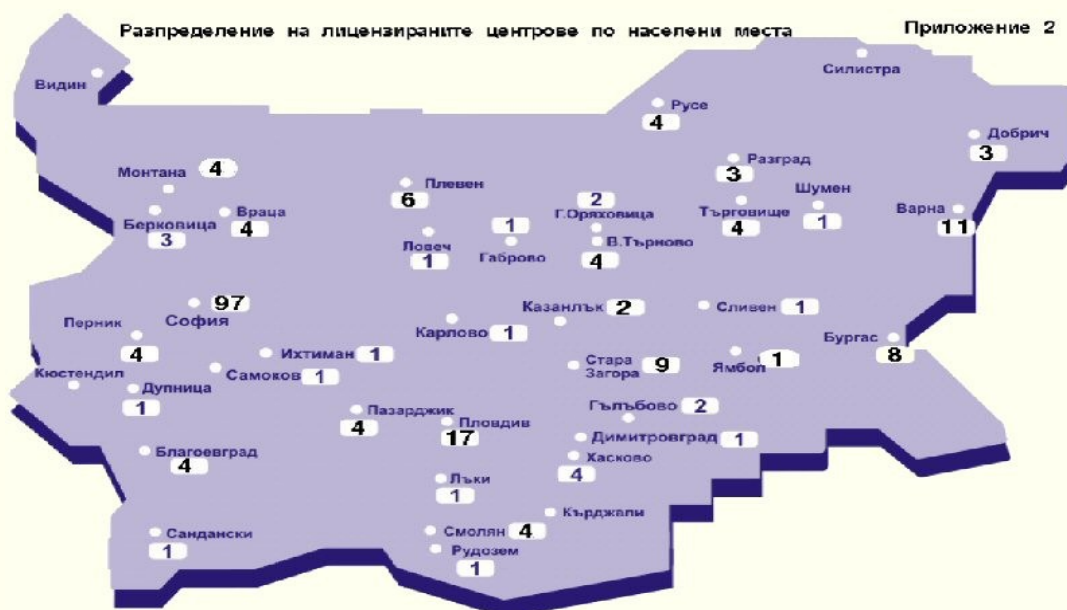 Разпределение на лицензираните центрове по населени места
Приложение 2
Видин
Силистра
Русе
4
Добрич
3
Монтана
4
Плевен
6
Разград
3
Шумен
1
Берковица
3
Враца
4
Ловеч
1
1
Габрово
2
Г.Оряховица
В.Търново
4
Търговище
4
Варна
11
София
97
Перник
4
Кюстендил
Дупница
1
Самоков
1
Ихтиман
1
Карлово
1
Казанлък
2
Сливен
1
Бургас
8
Стара
Загора
9
Ямбол
1
Гълъбово
2
Пазарджик
4
Пловдив
17
Димитровград
1
Хасково
4
Благоевград
4
Лъки
1
Кърджали
Сандански
1
Смолян
4
Рудозем
1